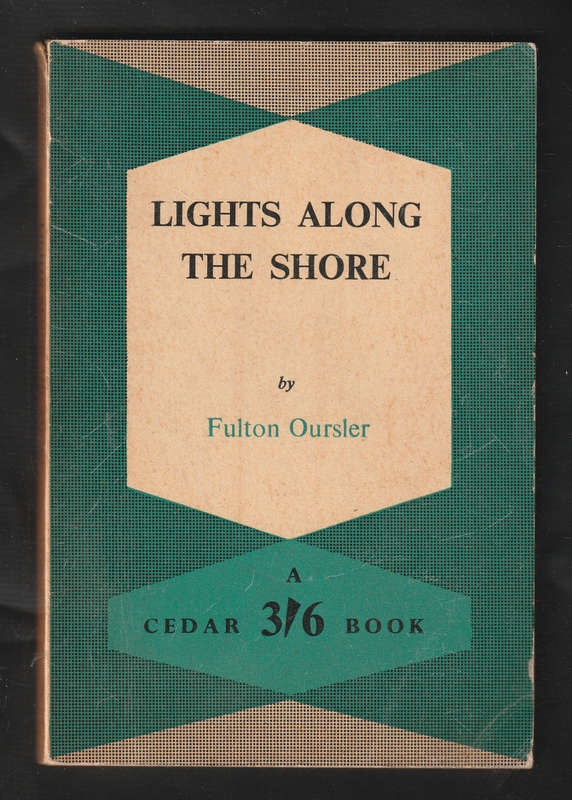 LIGHTS ALONG
THE SHORE
by
Fulton Oursler
A
CEDAR 3/6 BOOK